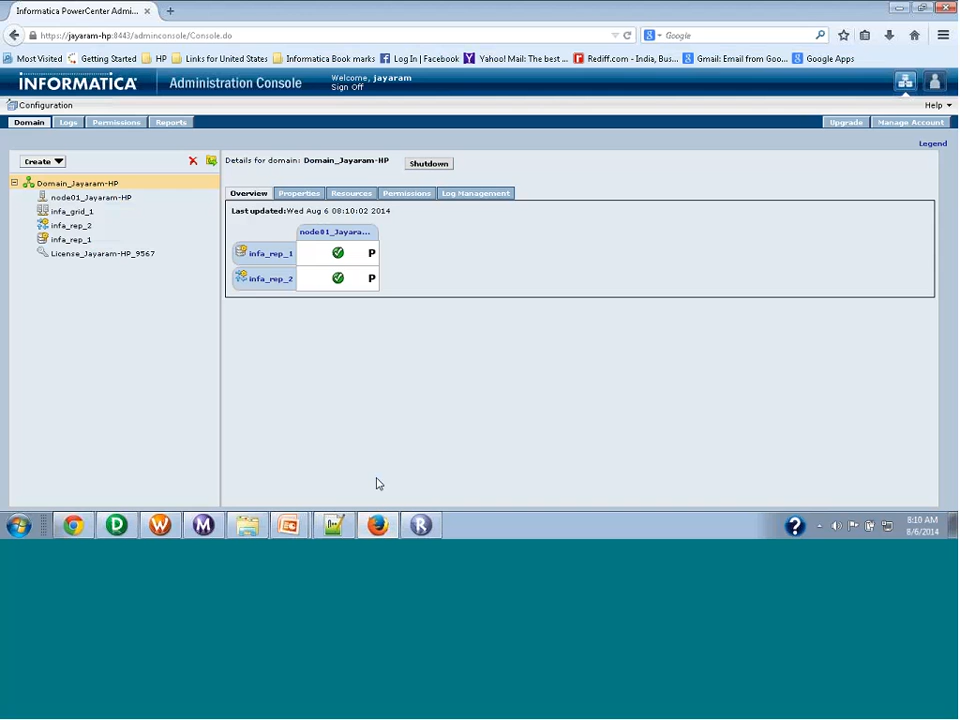 Informatica PowerCenter Admi...
https://jayaram-hp:8443/adminconsole/Console.do
Google
Most Visited Getting Started HP Links for United States Informatica Book marks Log In | Facebook Yahoo! Mail: The best ... Rediff.com - India, Bus... Gmail: Email from Goo... Google Apps
INFORMATICA Administration Console Welcome, jayaram
Sign Off
Configuration Help
Domain Logs Permissions Reports Upgrade Manage Account
Legend
Create Details for domain: Domain_Jayaram-HP Shutdown
Domain_Jayaram-HP
node01_Jayaram-HP
infa_grid_1
infa_rep_2
infa_rep_1
License_Jayaram-HP_9567
Overview Properties Resources Permissions Log Management
Last updated:Wed Aug 6 08:10:02 2014
node01_Jayara...
infa_rep_1 P
infa_rep_2 P
D W M R ? 8:10 AM
8/6/2014